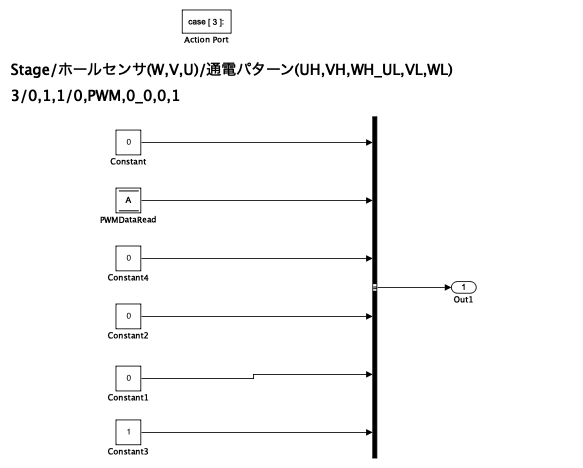 case [ 3 ]:
Action Port
Stage/ホールセンサ(W,V,U)/通電パターン(UH,VH,WH_UL,VL,WL)
3/0,1,1/0,PWM,0_0,0,1
0
Constant
A
PWMDataRead
0
Constant4
1
Out1
0
Constant2
0
Constant1
1
Constant3